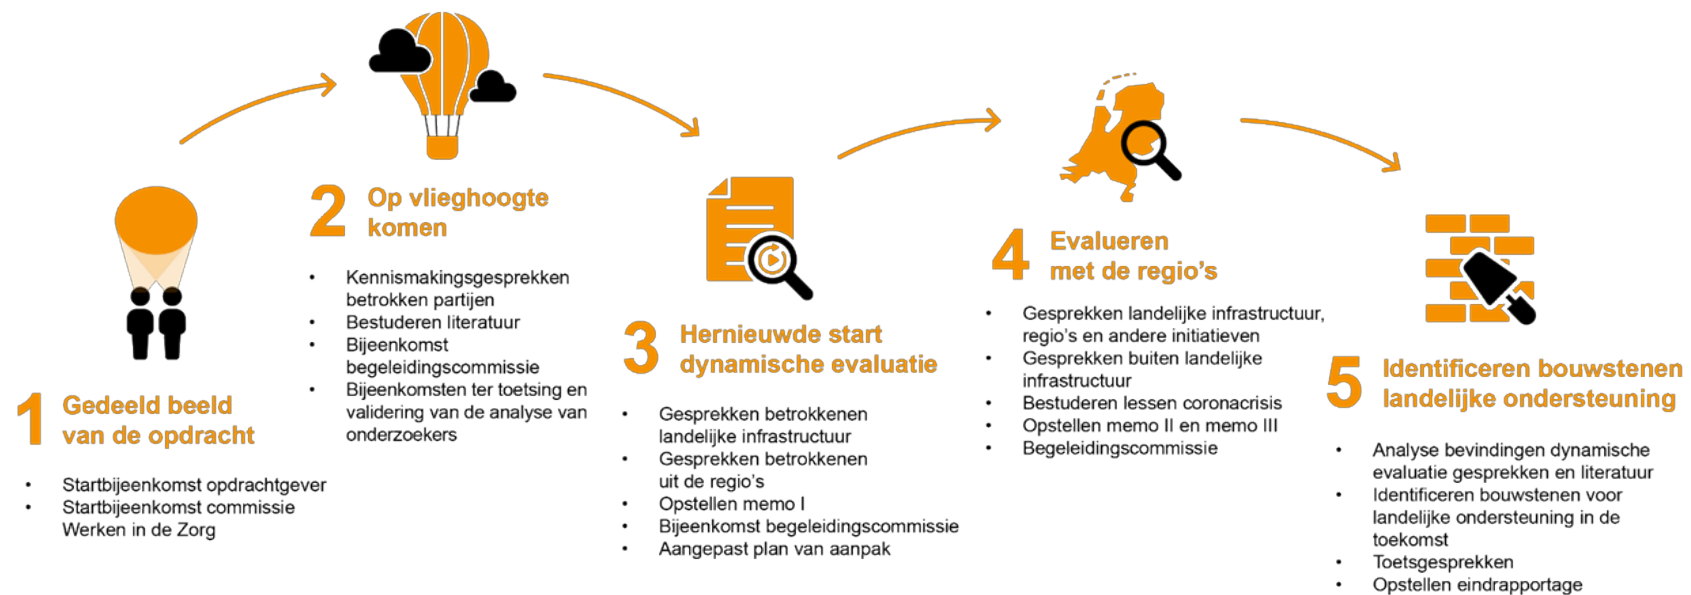 1 Gedeeld beeld
van de opdracht
• Startbijeenkomst opdrachtgever
• Startbijeenkomst commissie
Werken in de Zorg
2 Op vlieghoogte
komen
• Kennismakingsgesprekken
betrokken partijen
• Bestuderen literatuur
• Bijeenkomst
begeleidingscommissie
• Bijeenkomsten ter toetsing en
validering van de analyse van
onderzoekers
3 Hernieuwde start
dynamische evaluatie
• Gesprekken betrokkenen
landelijke infrastructuur
• Gesprekken betrokkenen
uit de regio's
• Opstellen memo I
• Bijeenkomst begeleidingscommissie
• Aangepast plan van aanpak
4 Evalueren
met de regio's
• Gesprekken landelijke infrastructuur,
regio's en andere initiatieven
• Gesprekken buiten landelijke
infrastructuur
• Bestuderen lessen coronacrisis
• Opstellen memo II en memo III
• Begeleidingscommissie
5 Identificeren bouwstenen
landelijke ondersteuning
• Analyse bevindingen dynamische
evaluatie gesprekken en literatuur
• Identificeren bouwstenen voor
landelijke ondersteuning in de
toekomst
• Toetsgesprekken
• Opstellen eindrapportage